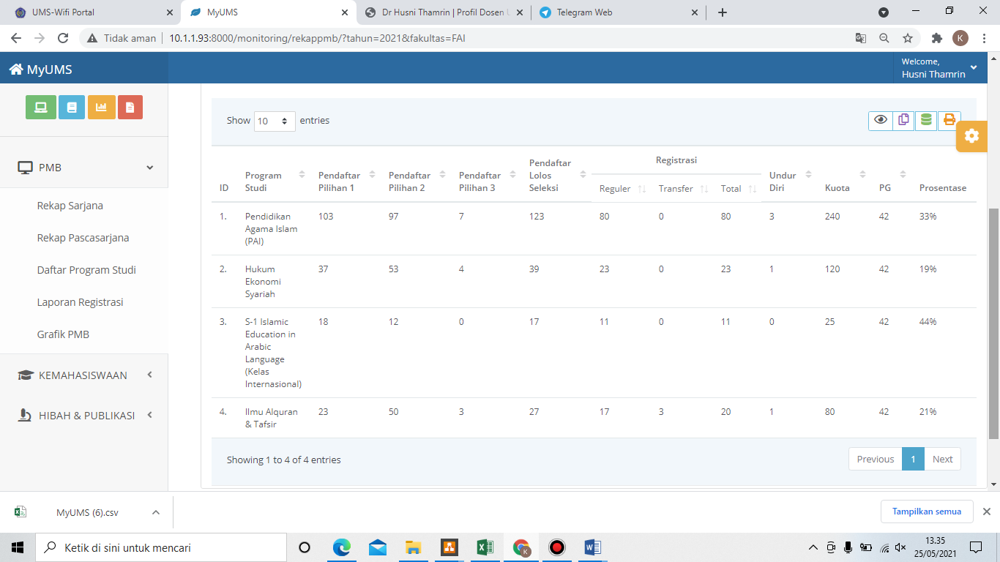 UMS-Wifi Portal
MyUMS
Dr Husni Thamrin | Profil Dosen
Telegram Web
Tidak aman
10.1.1.93:8000/monitoring/rekappmb/?tahun=2021&fakultas=FAI
K
MyUMS
Welcome,
Husni Thamrin
PMB
Rekap Sarjana
Rekap Pascasarjana
Daftar Program Studi
Laporan Registrasi
Grafik PMB
KEMAHASISWAAN
HIBAH & PUBLIKASI
Show 10 entries
ID Program Studi Pendaftar Pilihan 1 Pendaftar Pilihan 2 Pendaftar Pilihan 3 Pendaftar Lolos Seleksi Registrasi Undur Diri Kuota PG Prosentase
Reguler Transfer Total
1. Pendidikan 103 97 7 123 80 0 80 3 240 42 33%
Agama Islam
(PAI)
2. Hukum 37 53 4 39 23 0 23 1 120 42 19%
Ekonomi
Syariah
3. S-1 Islamic 18 12 0 17 11 0 11 0 25 42 44%
Education in
Arabic
Language
(Kelas
Internasional)
4. Ilmu Alquran 23 50 3 27 17 3 20 1 80 42 21%
& Tafsir
Showing 1 to 4 of 4 entries
Previous 1 Next
MyUMS (6).csv
Tampilkan semua
Ketik di sini untuk mencari
K
13.35
25/05/2021